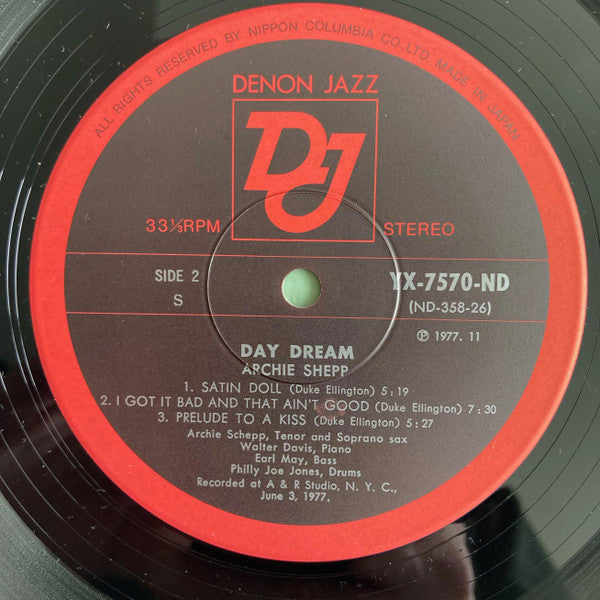 ALL RIGHTS RESERVED BY NIPPON COLUMBIA CO., LTD. MADE IN JAPAN
DENON JAZZ
DJ
33⅓RPM STEREO
SIDE 2 YX-7570-ND
S (ND-358-26)
Ⓟ 1977. 11
DAY DREAM
ARCHIE SHEPP
1. SATIN DOLL (Duke Ellington) 5:19
2. I GOT IT BAD AND THAT AIN'T GOOD (Duke Ellington) 7:30
3. PRELUDE TO A KISS (Duke Ellington) 5:27
Archie Schepp, Tenor and Soprano sax
Walter Davis, Piano
Earl May, Bass
Philly Joe Jones, Drums
Recorded at A & R Studio, N. Y. C.,
June 3, 1977.